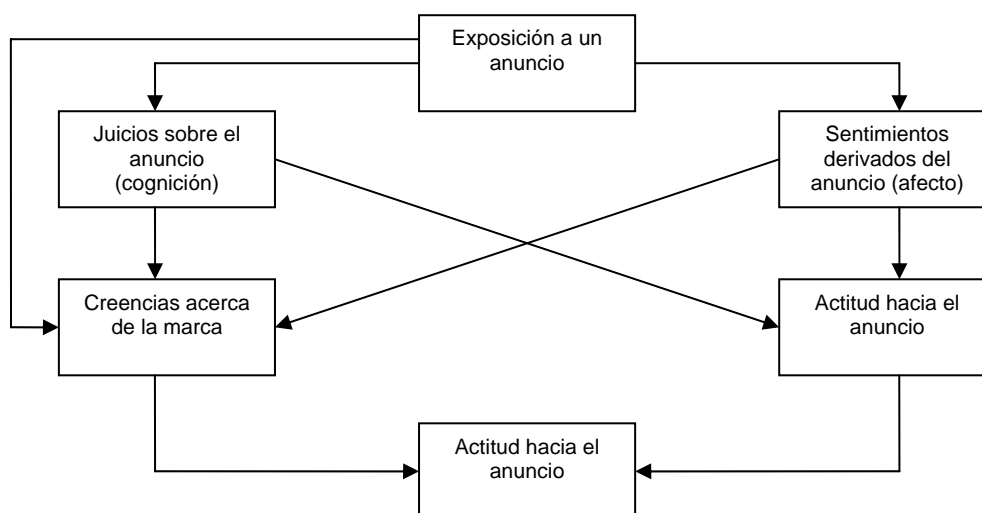 Exposición a un
anuncio
Juicios sobre el
anuncio
(cognición)
Sentimientos
derivados del
anuncio (afecto)
Creencias acerca
de la marca
Actitud hacia el
anuncio
Actitud hacia el
anuncio